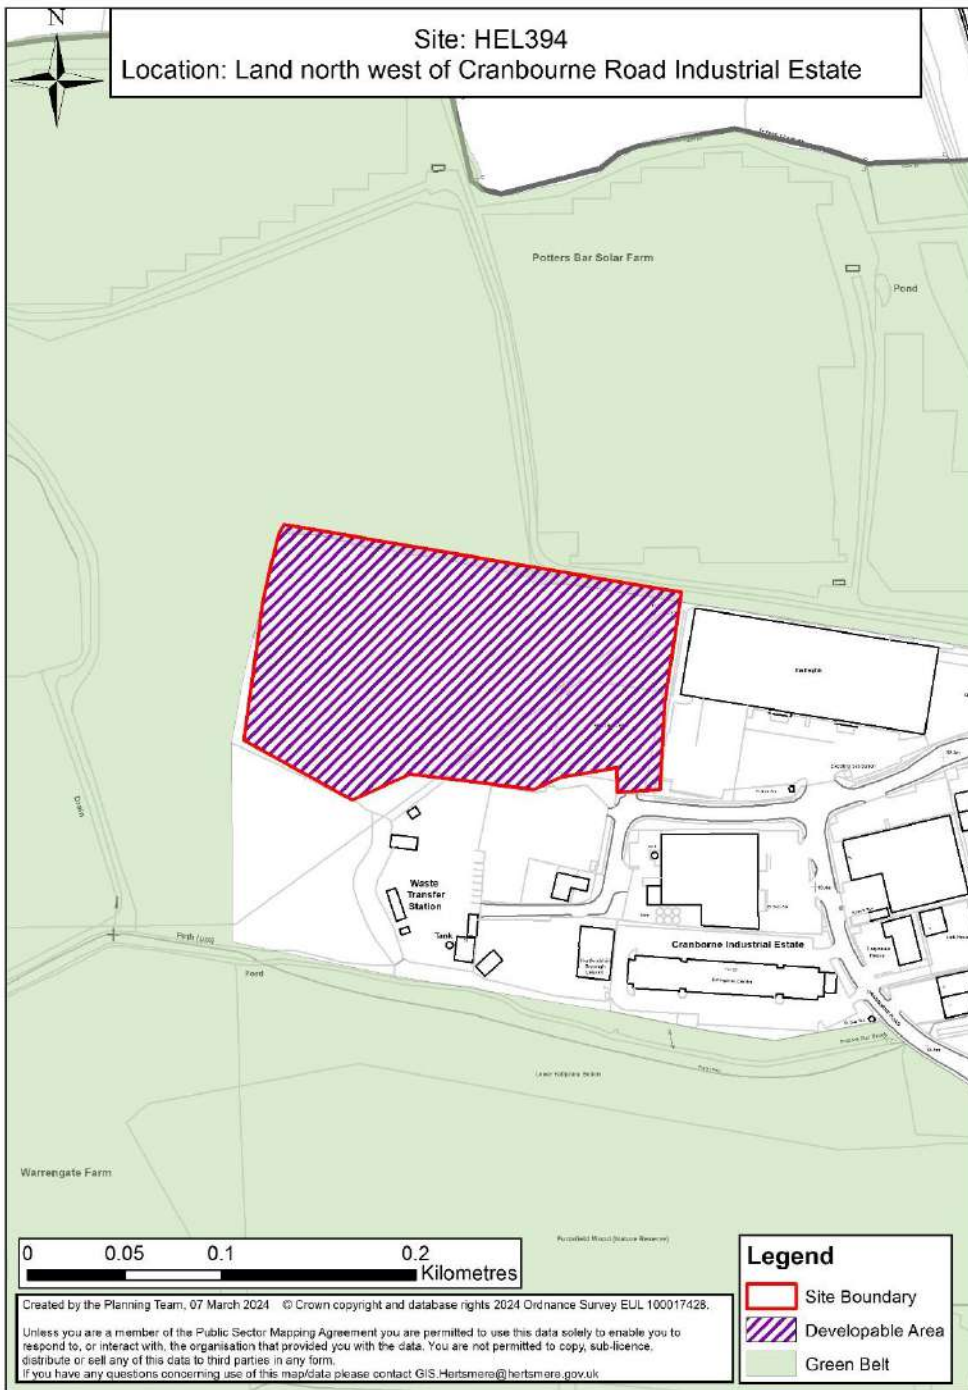 N
Site: HEL394
Location: Land north west of Cranbourne Road Industrial Estate
Potters Bar Solar Farm
Pond
Drain
Waste
Transfer
Station
Tank
Cranborne Industrial Estate
Path (um)
Ford
Warrengate Farm
(Nature Reserve)
0 0.05 0.1 0.2
Kilometres
Legend
Site Boundary
Developable Area
Green Belt
Created by the Planning Team, 07 March 2024 © Crown copyright and database rights 2024 Ordnance Survey EUL 100017428.
Unless you are a member of the Public Sector Mapping Agreement you are permitted to use this data solely to enable you to
respond to, or interact with, the organisation that provided you with the data. You are not permitted to copy, sub-licence,
distribute or sell any of this data to third parties in any form.
If you have any questions concerning use of this map/data please contact GIS.Hertsmere@hertsmere.gov.uk